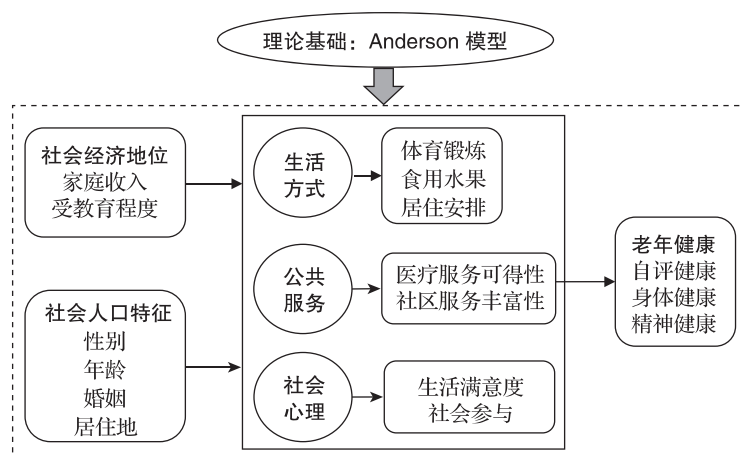 理论基础：Anderson 模型
社会经济地位
家庭收入
受教育程度
社会人口特征
性别
年龄
婚姻
居住地
生活
方式
体育锻炼
食用水果
居住安排
公共
服务
医疗服务可得性
社区服务丰富性
社会
心理
生活满意度
社会参与
老年健康
自评健康
身体健康
精神健康